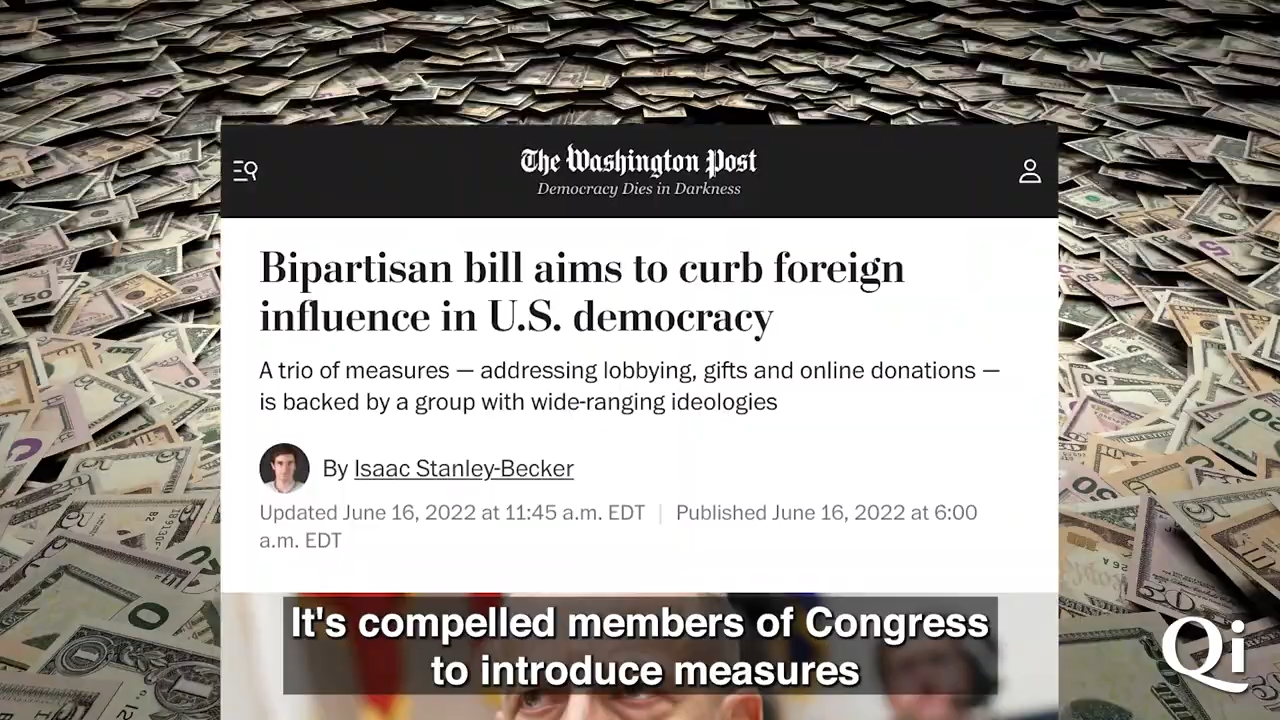 The Washington Post
Democracy Dies in Darkness
Bipartisan bill aims to curb foreign
influence in U.S. democracy
A trio of measures — addressing lobbying, gifts and online donations —
is backed by a group with wide-ranging ideologies
By Isaac Stanley-Becker
Updated June 16, 2022 at 11:45 a.m. EDT | Published June 16, 2022 at 6:00
a.m. EDT
It's compelled members of Congress
to introduce measures
Qi